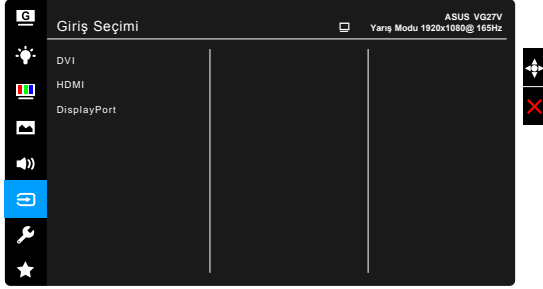 G
Giriş Seçimi
ASUS VG27V
Yarış Modu 1920x1080@ 165Hz
DVI
HDMI
DisplayPort